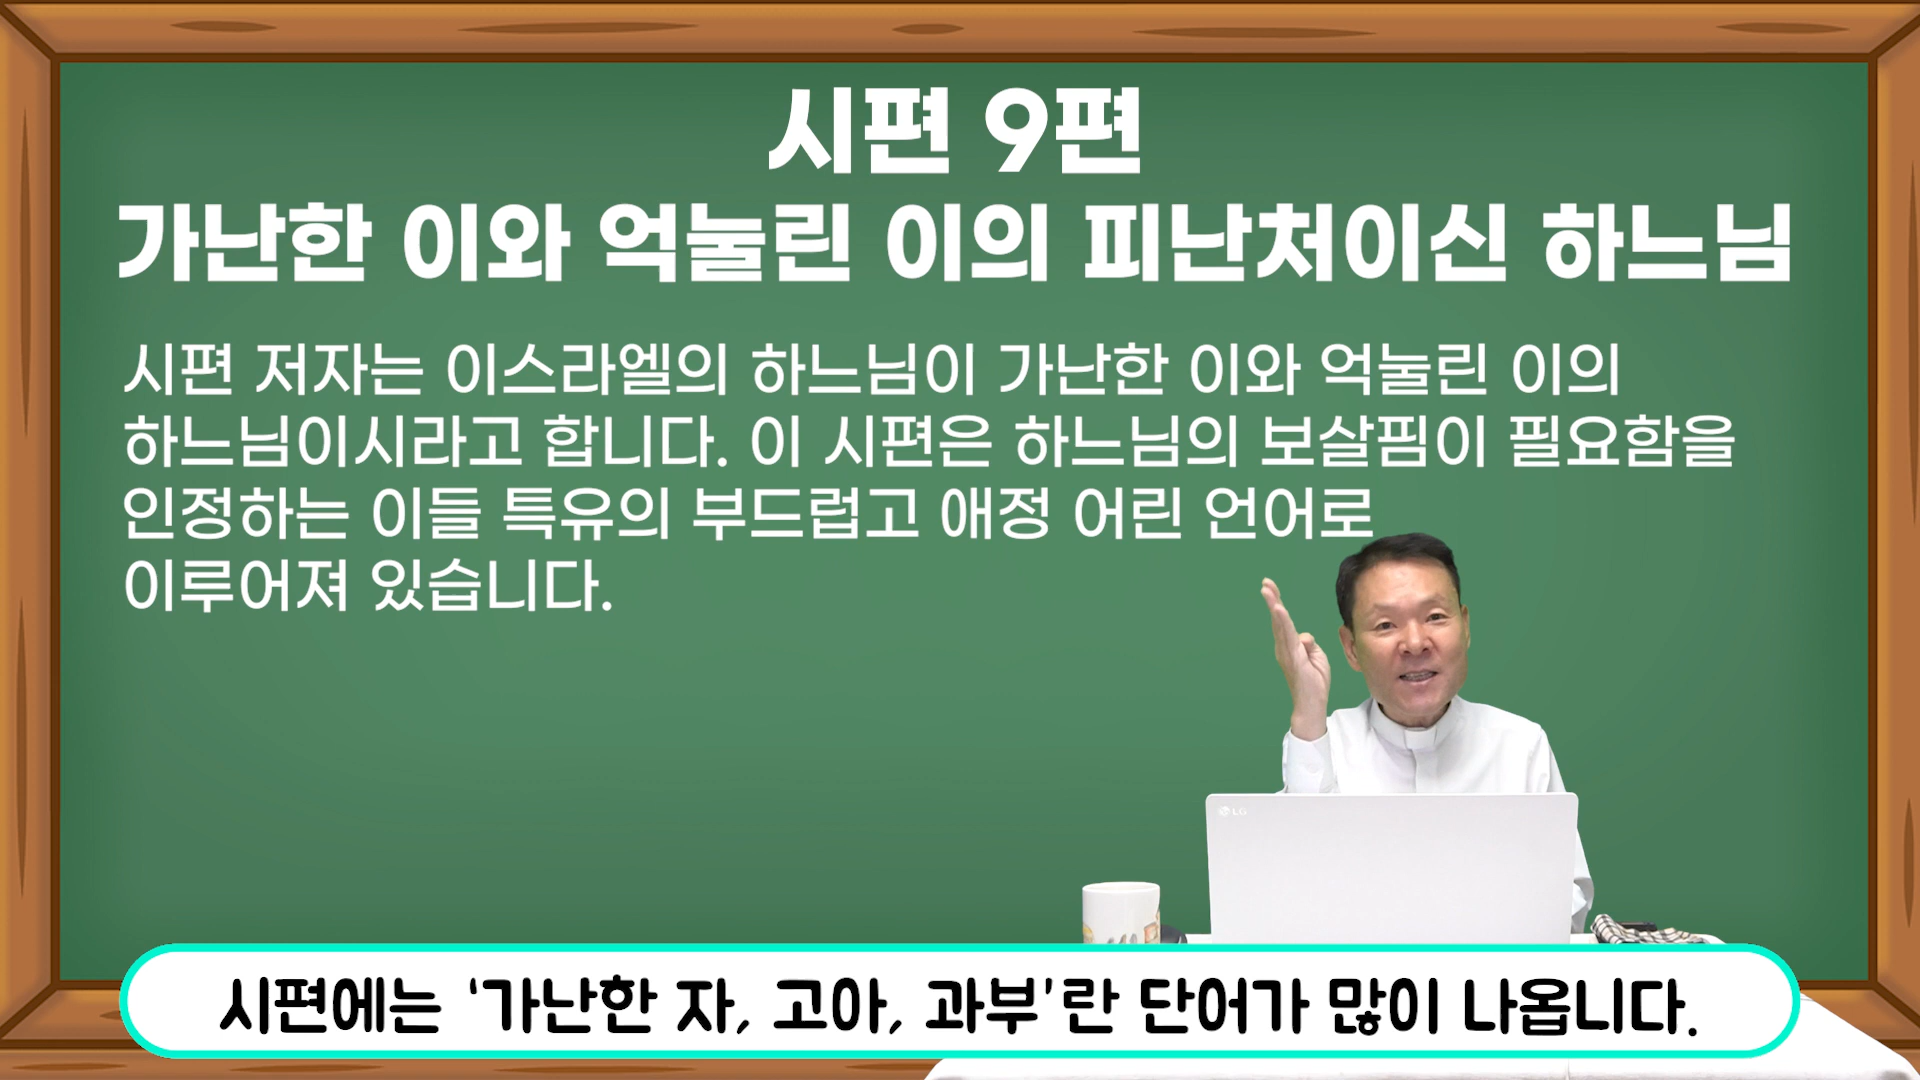 시편 9편
가난한 이와 억눌린 이의 피난처이신 하느님
시편 저자는 이스라엘의 하느님이 가난한 이와 억눌린 이의
하느님이시라고 합니다. 이 시편은 하느님의 보살핌이 필요함을
인정하는 이들 특유의 부드럽고 애정 어린 언어로
이루어져 있습니다.
LG
시편에는 ‘가난한 자, 고아, 과부’란 단어가 많이 나옵니다.